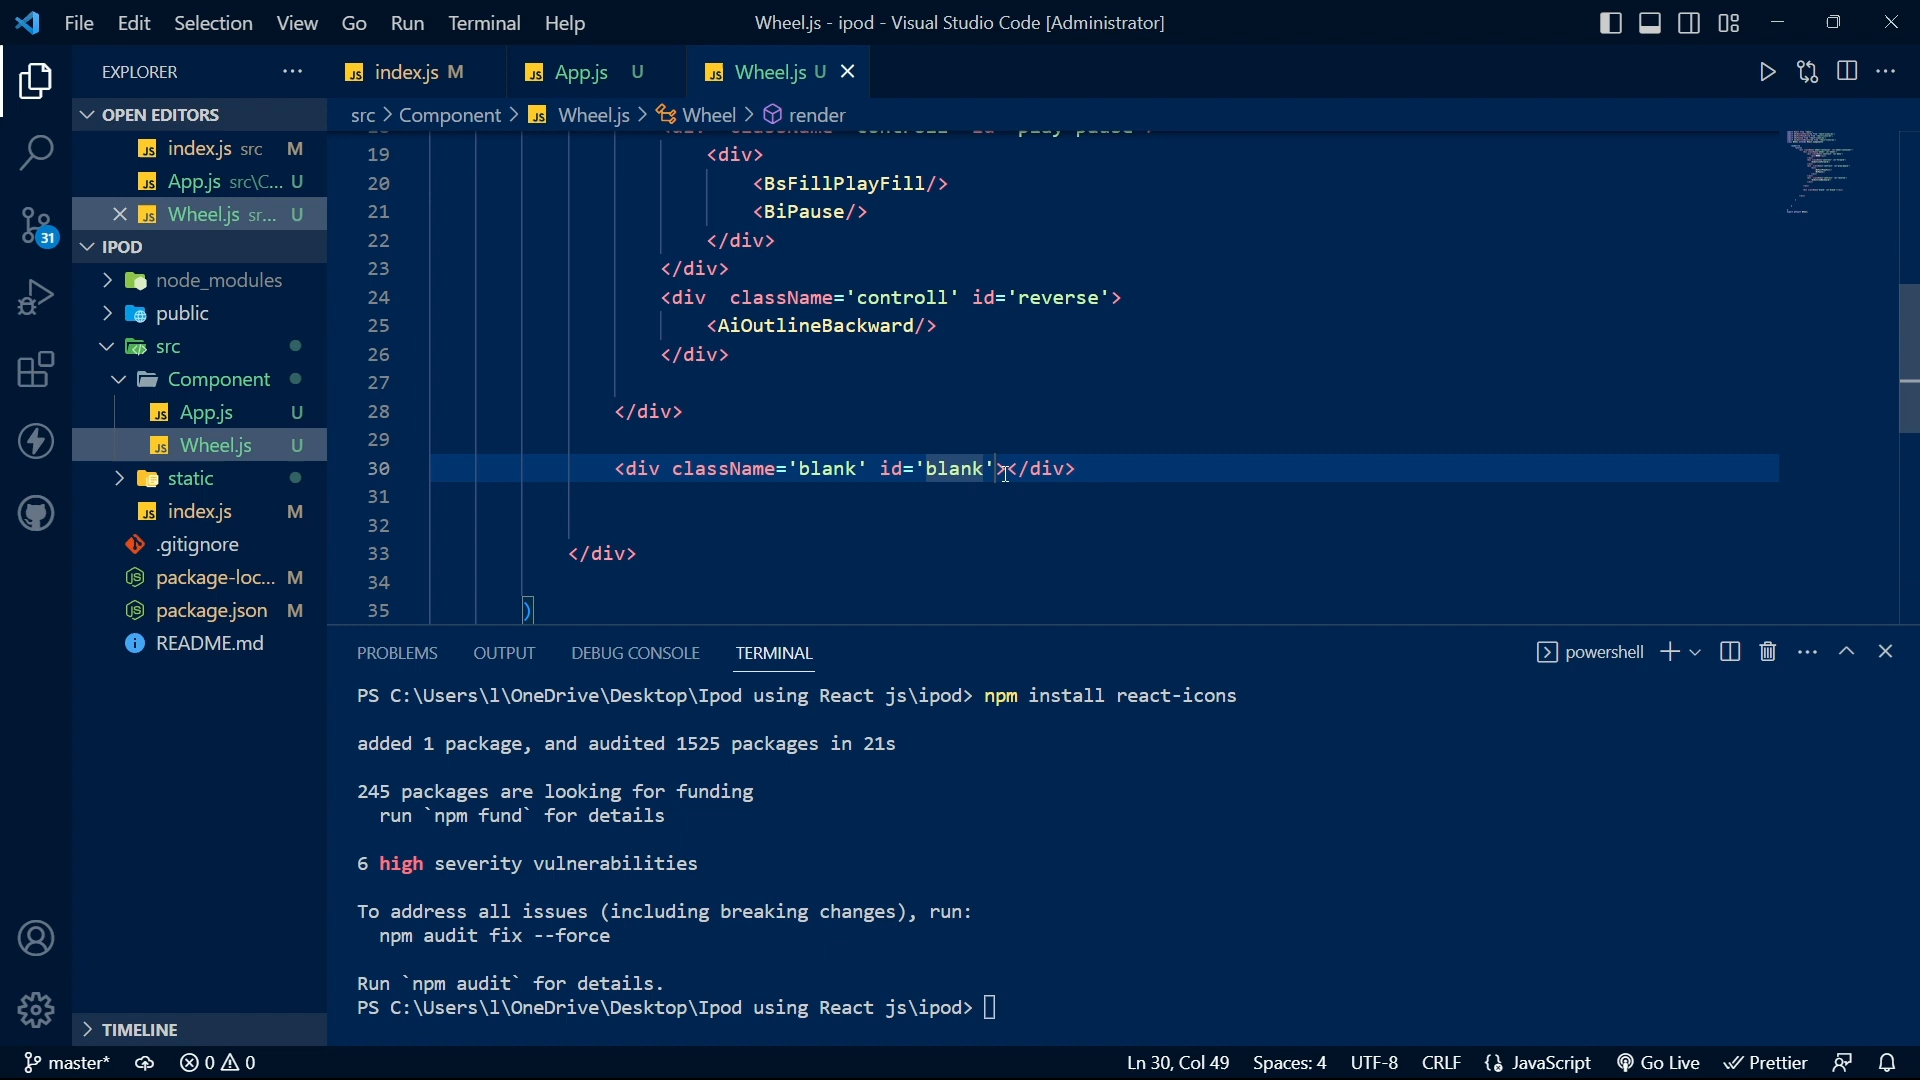 File Edit Selection View Go Run Terminal Help
Wheel.js - ipod - Visual Studio Code [Administrator]
EXPLORER
OPEN EDITORS
index.js src M
App.js src\C... U
Wheel.js sr... U
IPOD
node_modules
public
src
Component
App.js U
Wheel.js U
static
index.js M
.gitignore
package-loc... M
package.json M
README.md
TIMELINE
31
index.js M
App.js U
Wheel.js U
src > Component > Wheel.js > Wheel > render
19 <div>
20 <BsFillPlayFill/>
21 <BiPause/>
22 </div>
23 </div>
24 <div className='controll' id='reverse'>
25 <AiOutlineBackward/>
26 </div>
27
28 </div>
29
30 <div className='blank' id='blank'></div>
31
32
33 </div>
34
35 )
PROBLEMS OUTPUT DEBUG CONSOLE TERMINAL
powershell
PS C:\Users\l\OneDrive\Desktop\Ipod using React js\ipod> npm install react-icons
added 1 package, and audited 1525 packages in 21s
245 packages are looking for funding
run `npm fund` for details
6 high severity vulnerabilities
To address all issues (including breaking changes), run:
npm audit fix --force
Run `npm audit` for details.
PS C:\Users\l\OneDrive\Desktop\Ipod using React js\ipod>
master* 0 0
Ln 30, Col 49 Spaces: 4 UTF-8 CRLF JavaScript Go Live Prettier